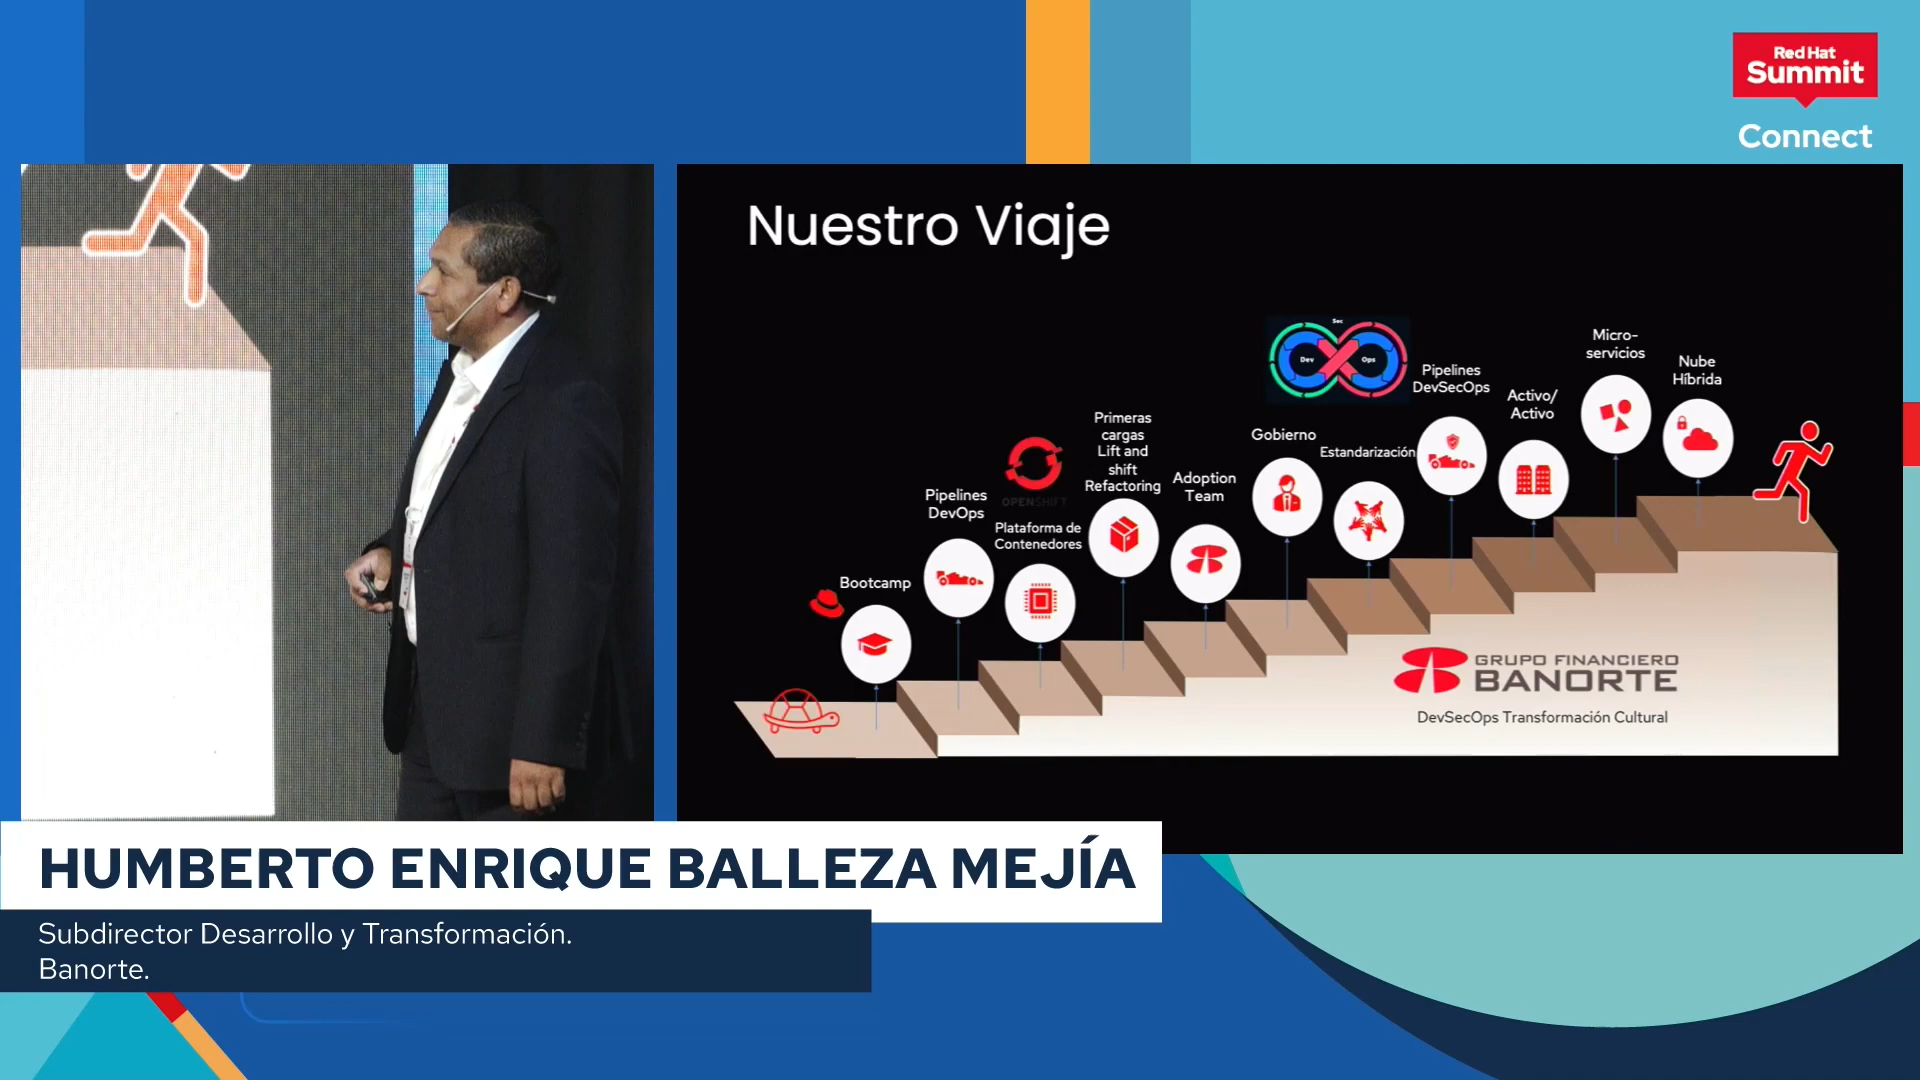 Red Hat
Summit
Connect
Nuestro Viaje
Bootcamp
Pipelines
DevOps
OPENSHIFT
Plataforma de
Contenedores
Primeras
cargas
Lift and
shift
Refactoring
Adoption
Team
Gobierno
Estandarización
Sec
Dev
Ops
Pipelines
DevSecOps
Activo/
Activo
Micro-
servicios
Nube
Híbrida
GRUPO FINANCIERO
BANORTE
DevSecOps Transformación Cultural
HUMBERTO ENRIQUE BALLEZA MEJÍA
Subdirector Desarrollo y Transformación.
Banorte.